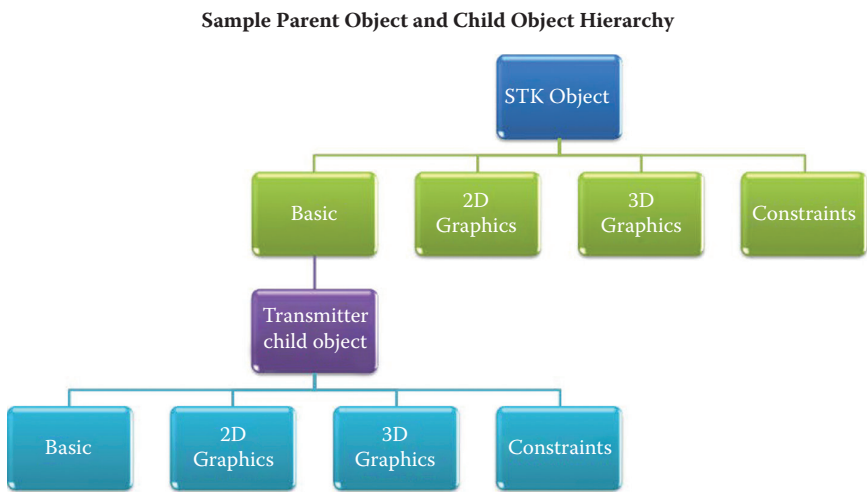 Sample Parent Object and Child Object Hierarchy
STK Object
Basic
2D
Graphics
3D
Graphics
Constraints
Transmitter
child object
Basic
2D
Graphics
3D
Graphics
Constraints